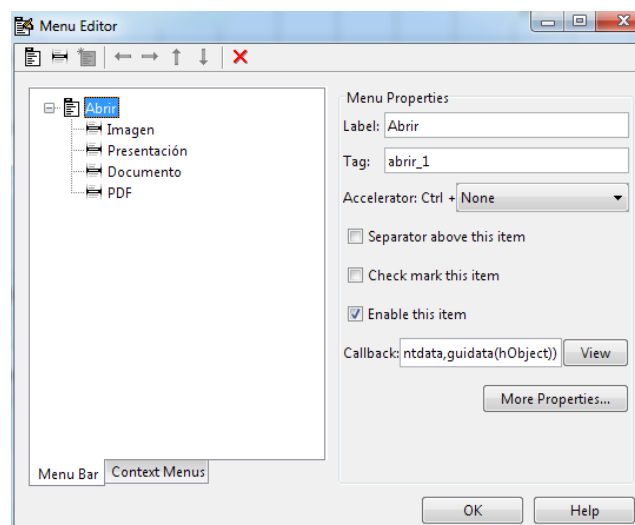 Menu Editor
Abrir
Imagen
Presentación
Documento
PDF
Menu Bar
Context Menus
Menu Properties
Label: Abrir
Tag: abrir_1
Accelerator: Ctrl + None
Separator above this item
Check mark this item
Enable this item
Callback: ntdata,guidata(hObject)) View
More Properties...
OK Help